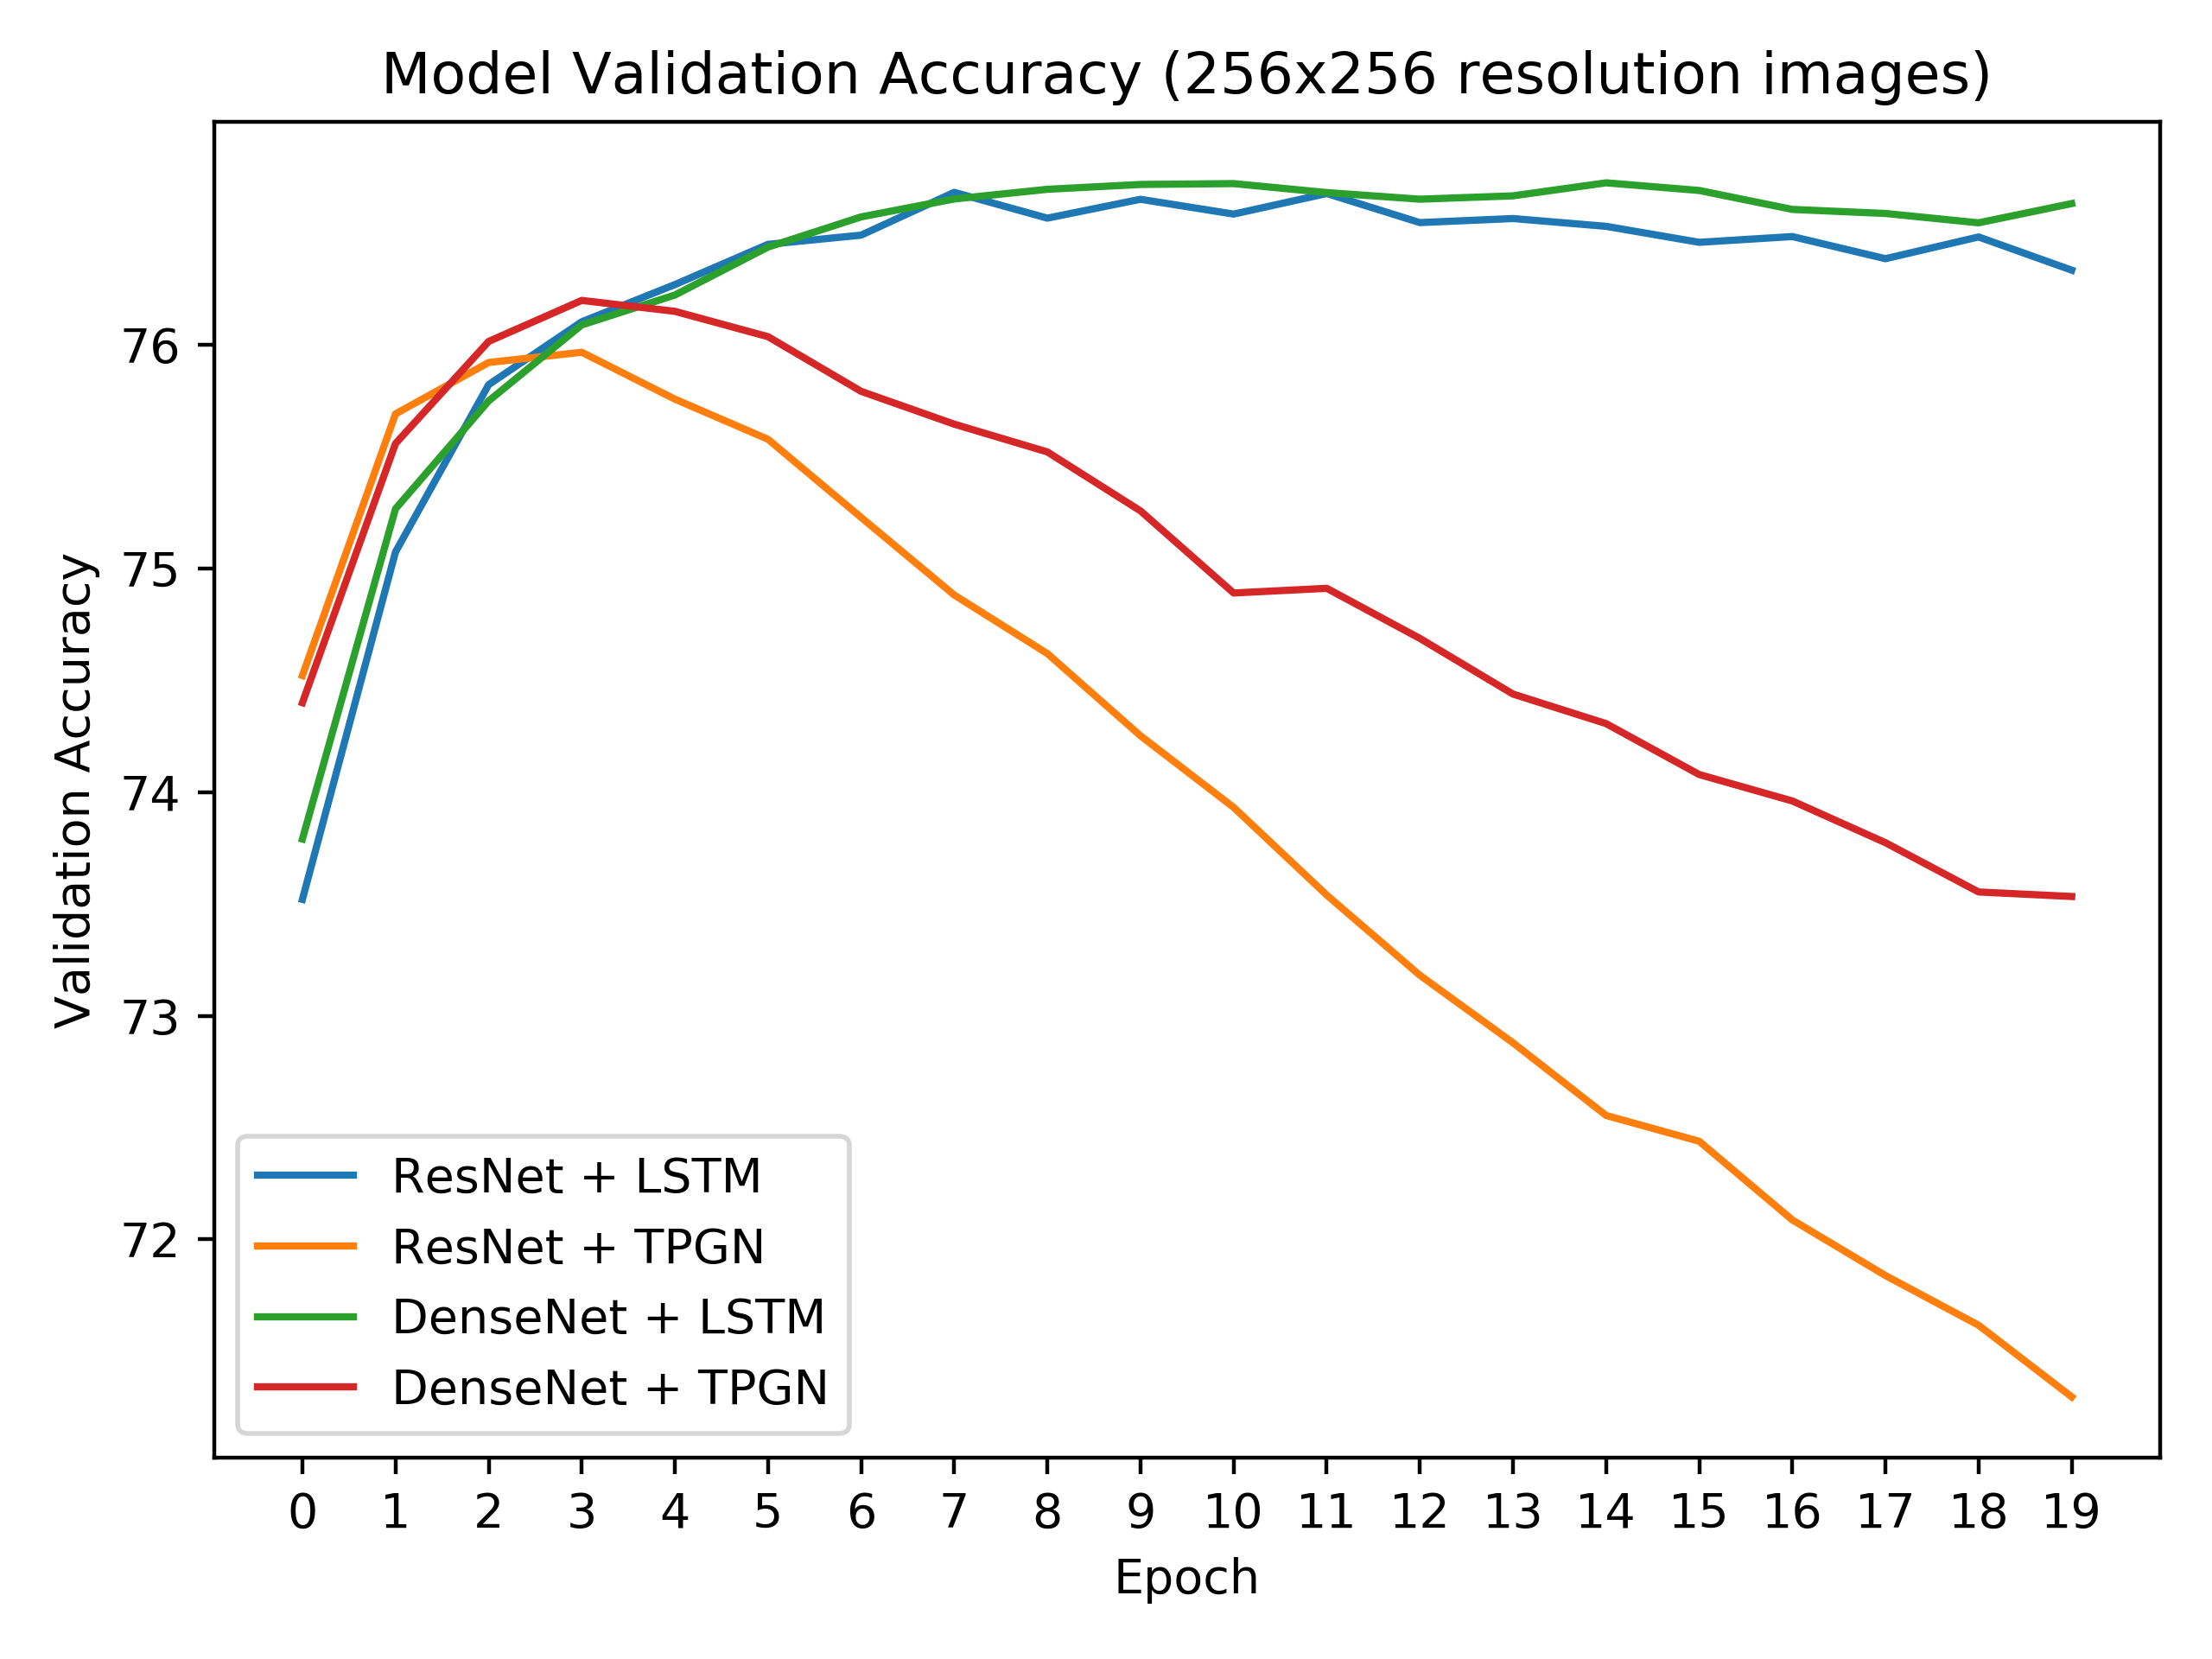 Model Validation Accuracy (256x256 resolution images)
Validation Accuracy
76
75
74
73
72
ResNet + LSTM
ResNet + TPGN
DenseNet + LSTM
DenseNet + TPGN
0 1 2 3 4 5 6 7 8 9 10 11 12 13 14 15 16 17 18 19
Epoch